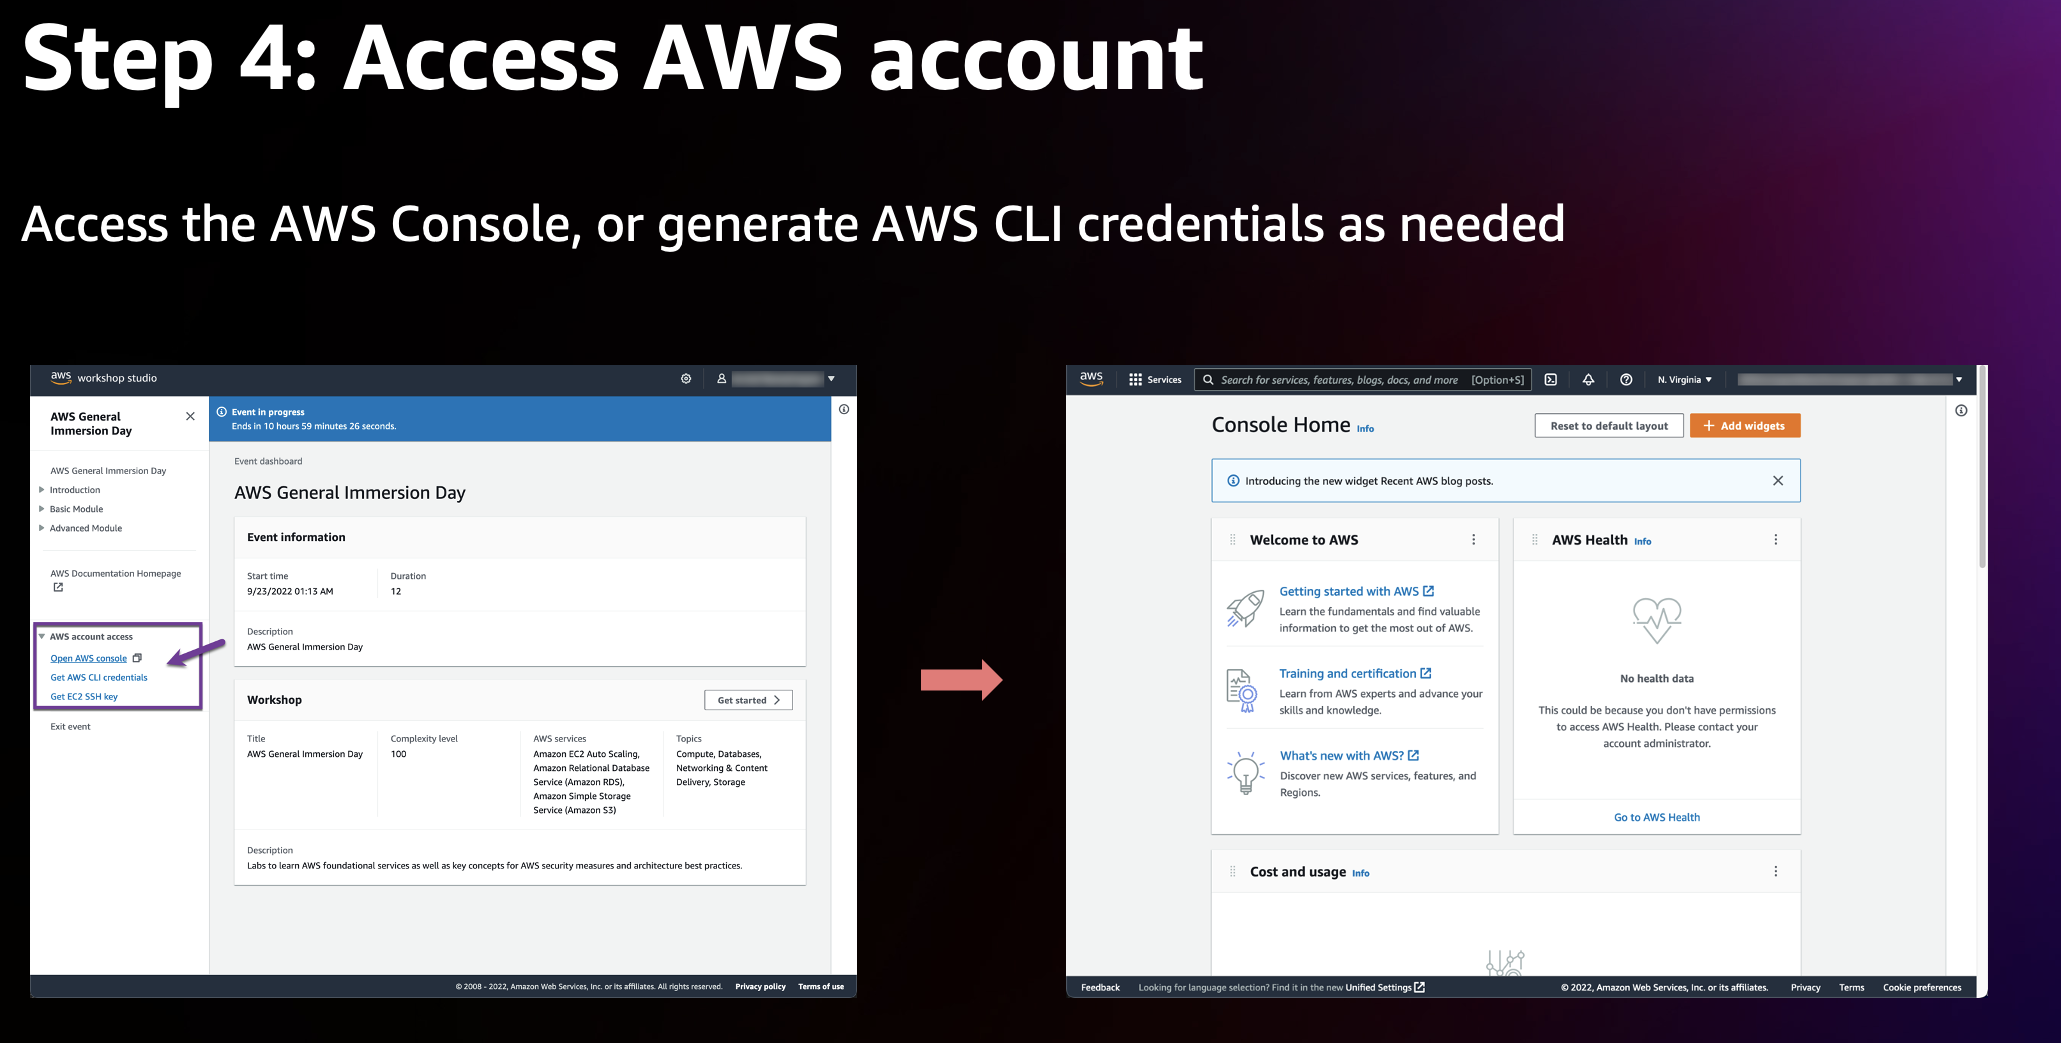 Step 4: Access AWS account
Access the AWS Console, or generate AWS CLI credentials as needed
aws workshop studio
AWS General
Immersion Day
AWS General Immersion Day
Introduction
Basic Module
Advanced Module
AWS Documentation Homepage
AWS account access
Open AWS console
Get AWS CLI credentials
Get EC2 SSH key
Exit event
Event in progress
Ends in 10 hours 59 minutes 26 seconds.
Event dashboard
AWS General Immersion Day
Event information
Start time
9/23/2022 01:13 AM
Duration
12
Description
AWS General Immersion Day
Workshop
Get started
Title
AWS General Immersion Day
Complexity level
100
AWS services
Amazon EC2 Auto Scaling,
Amazon Relational Database
Service (Amazon RDS),
Amazon Simple Storage
Service (Amazon S3)
Topics
Compute, Databases,
Networking & Content
Delivery, Storage
Description
Labs to learn AWS foundational services as well as key concepts for AWS security measures and architecture best practices.
© 2008 - 2022, Amazon Web Services, Inc. or its affiliates. All rights reserved. Privacy policy Terms of use
aws Services Search for services, features, blogs, docs, and more [Option+S] N. Virginia
Console Home Info
Reset to default layout
Add widgets
Introducing the new widget Recent AWS blog posts.
Welcome to AWS
Getting started with AWS
Learn the fundamentals and find valuable
information to get the most out of AWS.
Training and certification
Learn from AWS experts and advance your
skills and knowledge.
What's new with AWS?
Discover new AWS services, features, and
Regions.
AWS Health Info
No health data
This could be because you don't have permissions
to access AWS Health. Please contact your
account administrator.
Go to AWS Health
Cost and usage Info
Feedback Looking for language selection? Find it in the new Unified Settings © 2022, Amazon Web Services, Inc. or its affiliates. Privacy Terms Cookie preferences